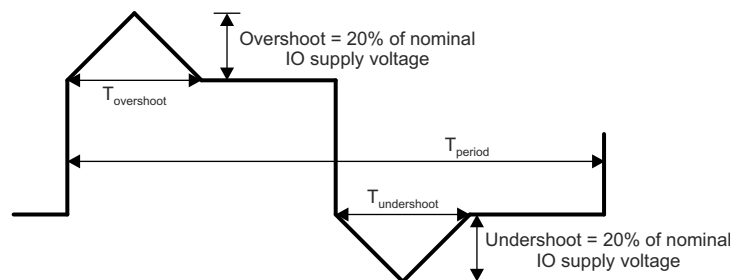 Overshoot = 20% of nominal
IO supply voltage
Tovershoot
Tperiod
Tundershoot
Undershoot = 20% of nominal
IO supply voltage